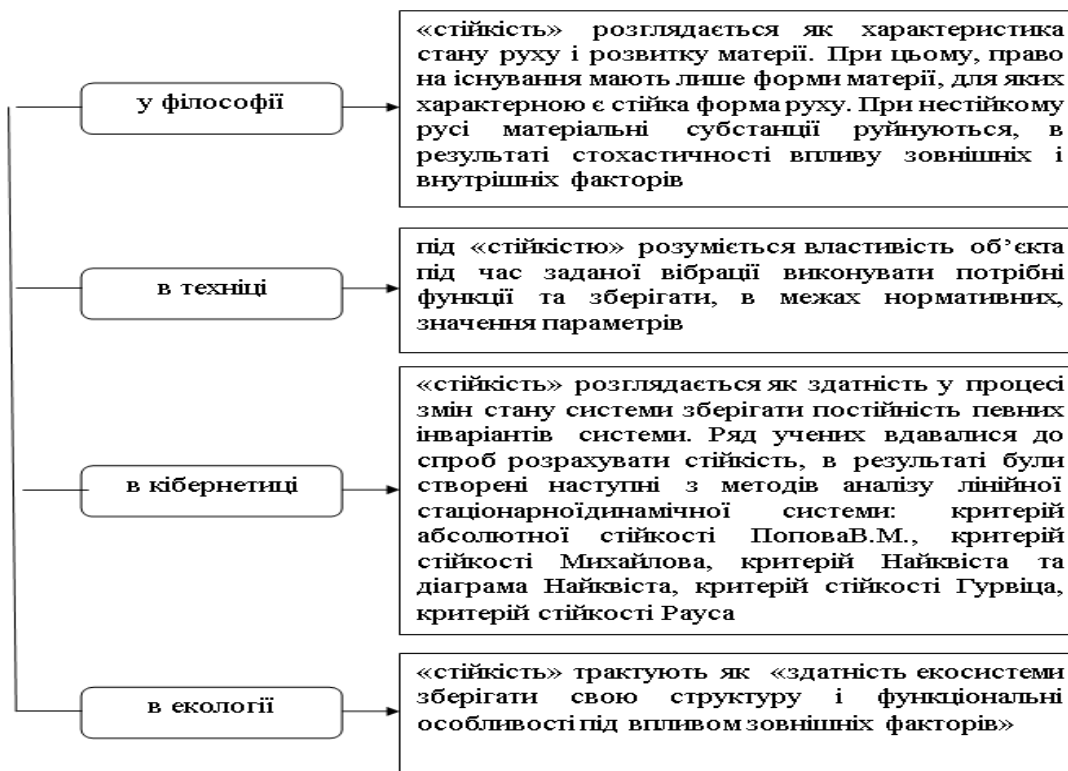 у філософії
«стійкість» розглядається як характеристика
стану руху і розвитку матерії. При цьому, право
на існування мають лише форми матерії, для яких
характерною є стійка форма руху. При нестійкому
русі матеріальні субстанції руйнуються, в
результаті стохастичності впливу зовнішніх і
внутрішніх факторів
в техніці
під «стійкістю» розуміється властивість об’єкта
під час заданої вібрації виконувати потрібні
функції та зберігати, в межах нормативних,
значення параметрів
в кібернетиці
«стійкість» розглядається як здатність у процесі
змін стану системи зберігати постійність певних
інваріантів системи. Ряд учених вдавалися до
спроб розрахувати стійкість, в результаті були
створені наступні з методів аналізу лінійної
стаціонарноїдинамічної системи: критерій
абсолютної стійкості ПоповаВ.М., критерій
стійкості Михайлова, критерій Найквіста та
діаграма Найквіста, критерій стійкості Гурвіца,
критерій стійкості Рауса
в екології
«стійкість» трактують як «здатність екосистеми
зберігати свою структуру і функціональні
особливості під впливом зовнішніх факторів»